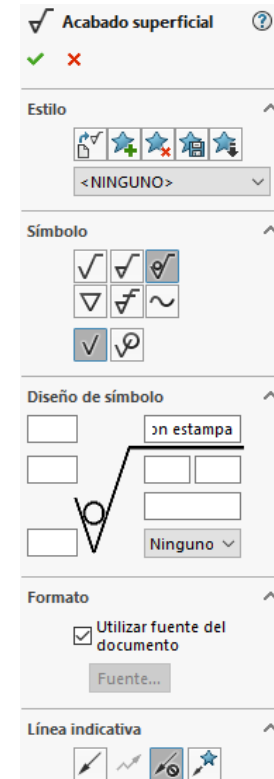 Acabado superficial
Estilo
<NINGUNO>
Símbolo
Diseño de símbolo
on estampa
Ninguno
Formato
Utilizar fuente del
documento
Fuente...
Línea indicativa